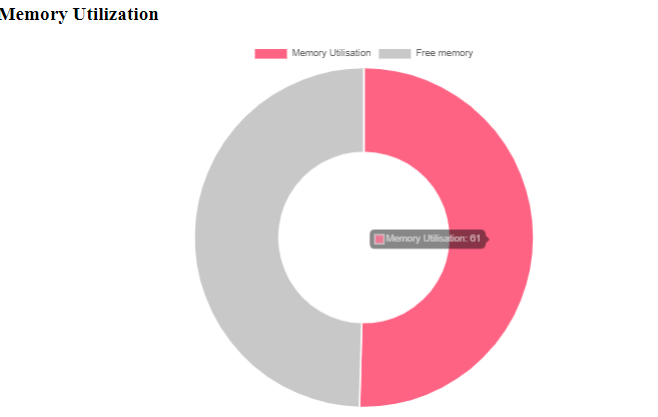 Memory Utilization
Memory Utilisation Free memory
Memory Utilisation: 61